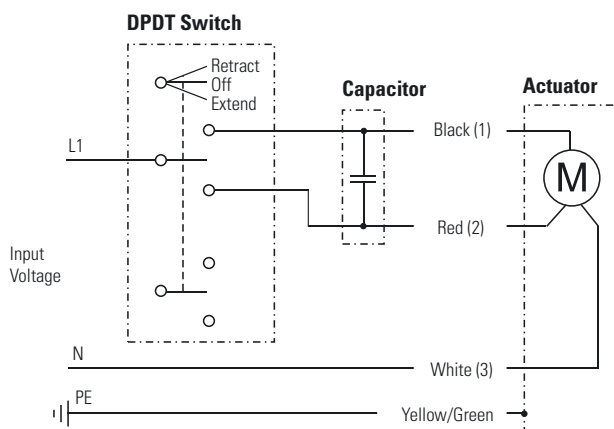 DPDT Switch
Retract
Off
Extend
Capacitor
Actuator
L1
Black (1)
M
Red (2)
Input
Voltage
N
White (3)
PE
Yellow/Green